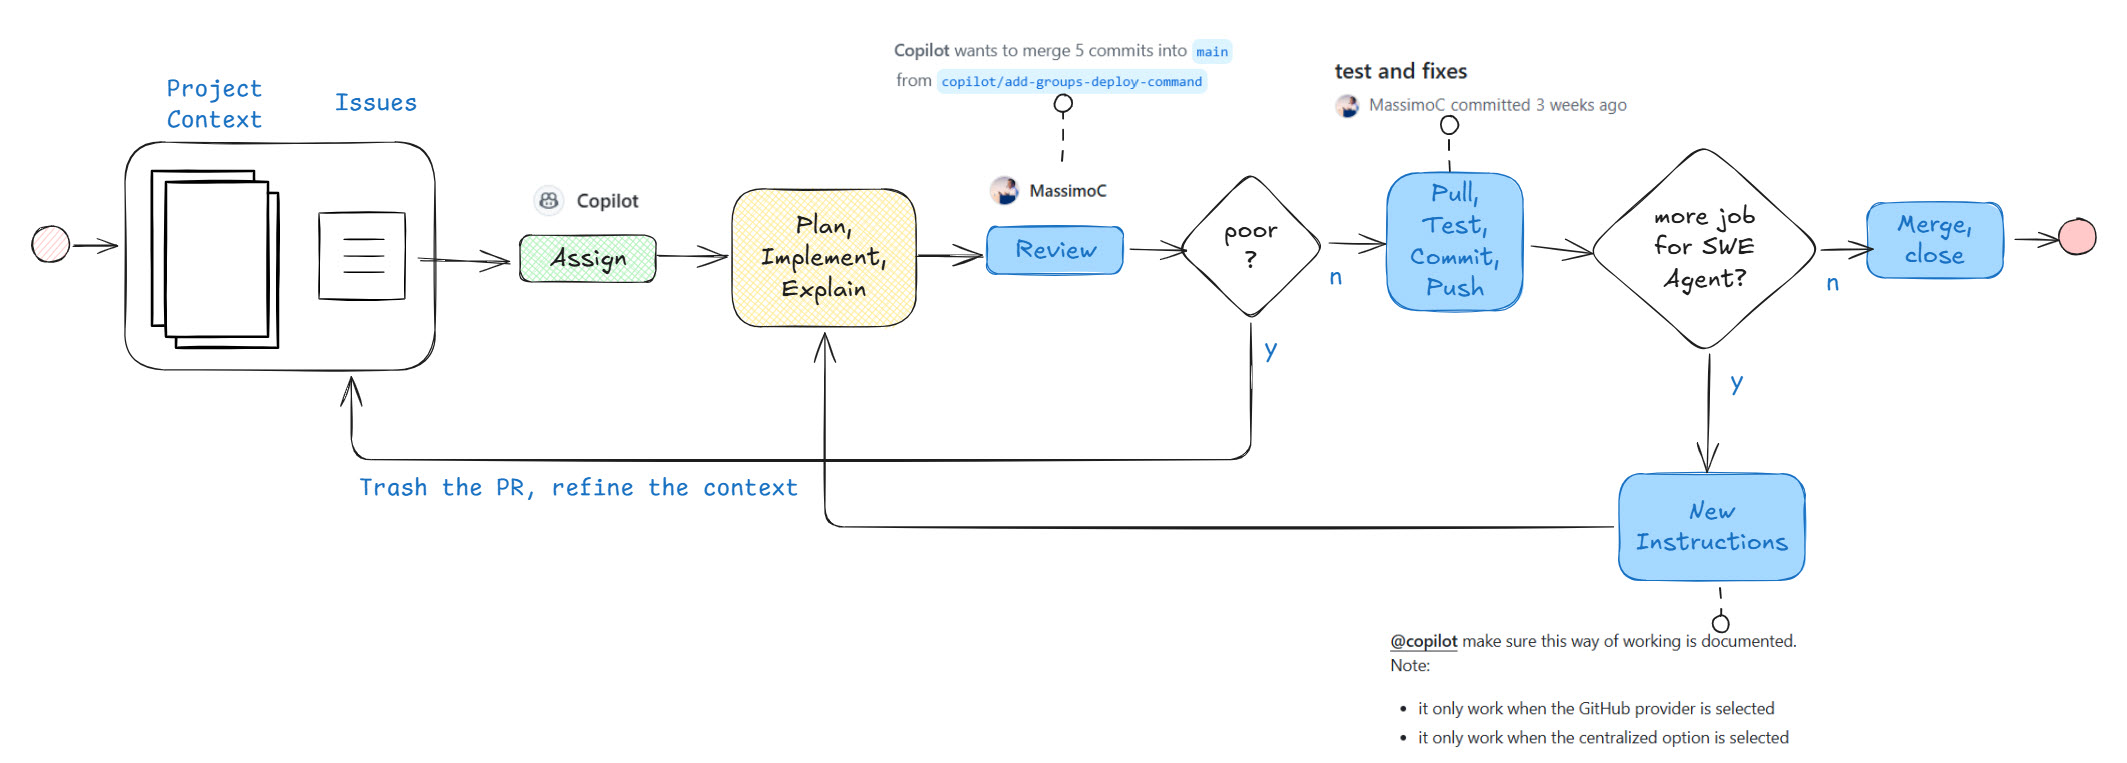 Project
Context
Issues
Copilot
Assign
Plan,
Implement,
Explain
Copilot wants to merge 5 commits into main
from copilot/add-groups-deploy-command
MassimoC
Review
poor
?
n
y
Trash the PR, refine the context
test and fixes
MassimoC committed 3 weeks ago
Pull,
Test,
Commit,
Push
more job
for SWE
Agent?
n
y
Merge,
close
New
Instructions
@copilot make sure this way of working is documented.
Note:
• it only work when the GitHub provider is selected
• it only work when the centralized option is selected